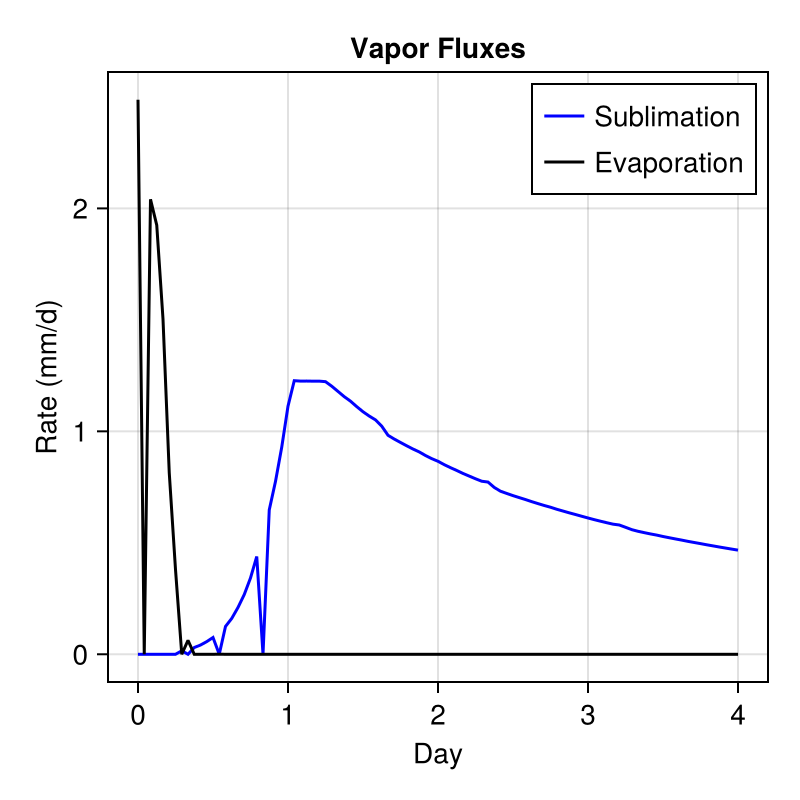 Vapor Fluxes
Sublimation
Evaporation
Rate (mm/d)
2
1
0
0 1 2 3 4
Day